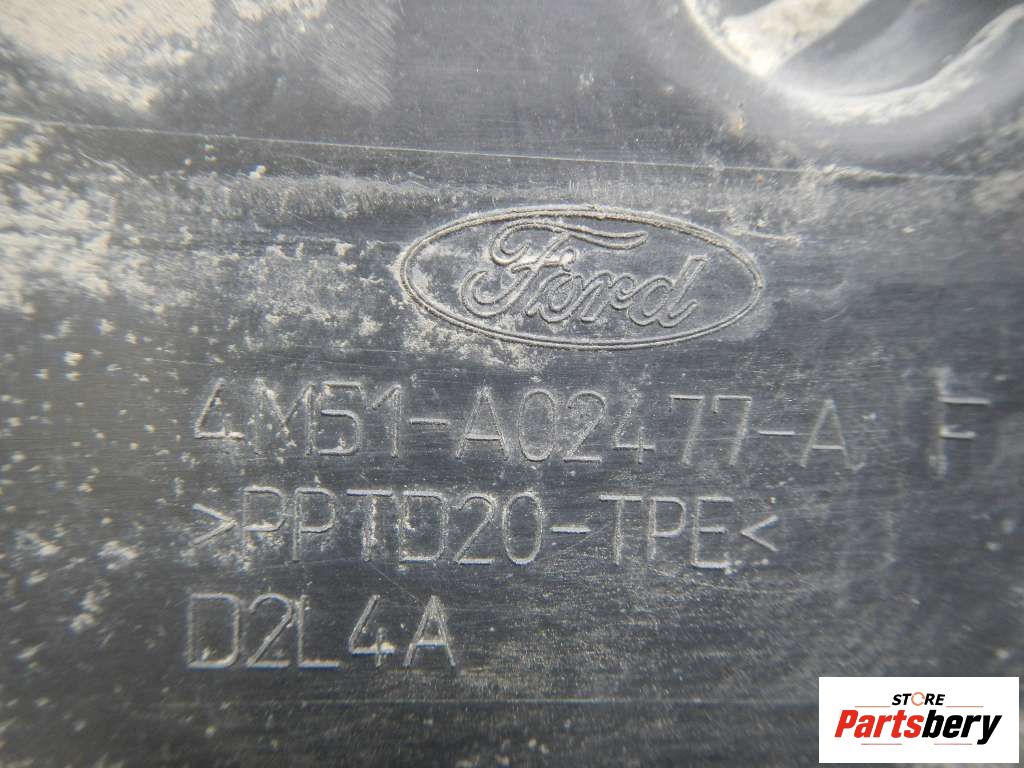 Ford
4M51-A02477-A F
>PPTD20-TPE<
D2L4A
STORE
Partsbery